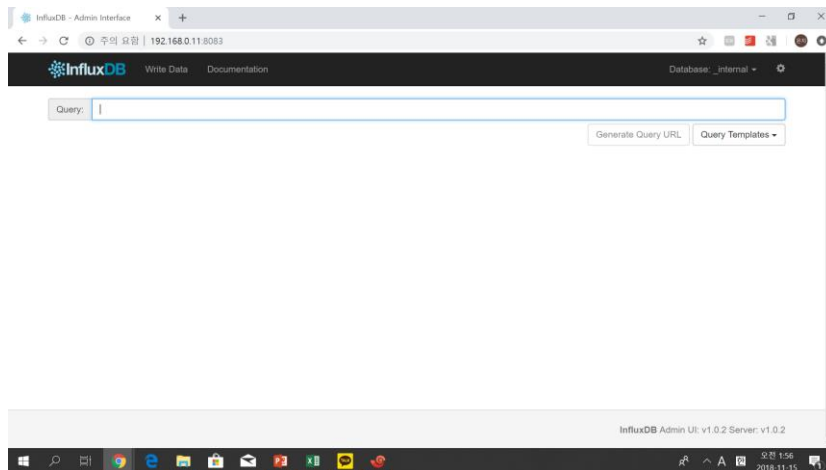 InfluxDB - Admin Interface
주의 요함 | 192.168.0.11:8083
InfluxDB Write Data Documentation Database: _internal
Query:
Generate Query URL Query Templates
InfluxDB Admin UI: v1.0.2 Server: v1.0.2
A 오전 1:56
2018-11-15